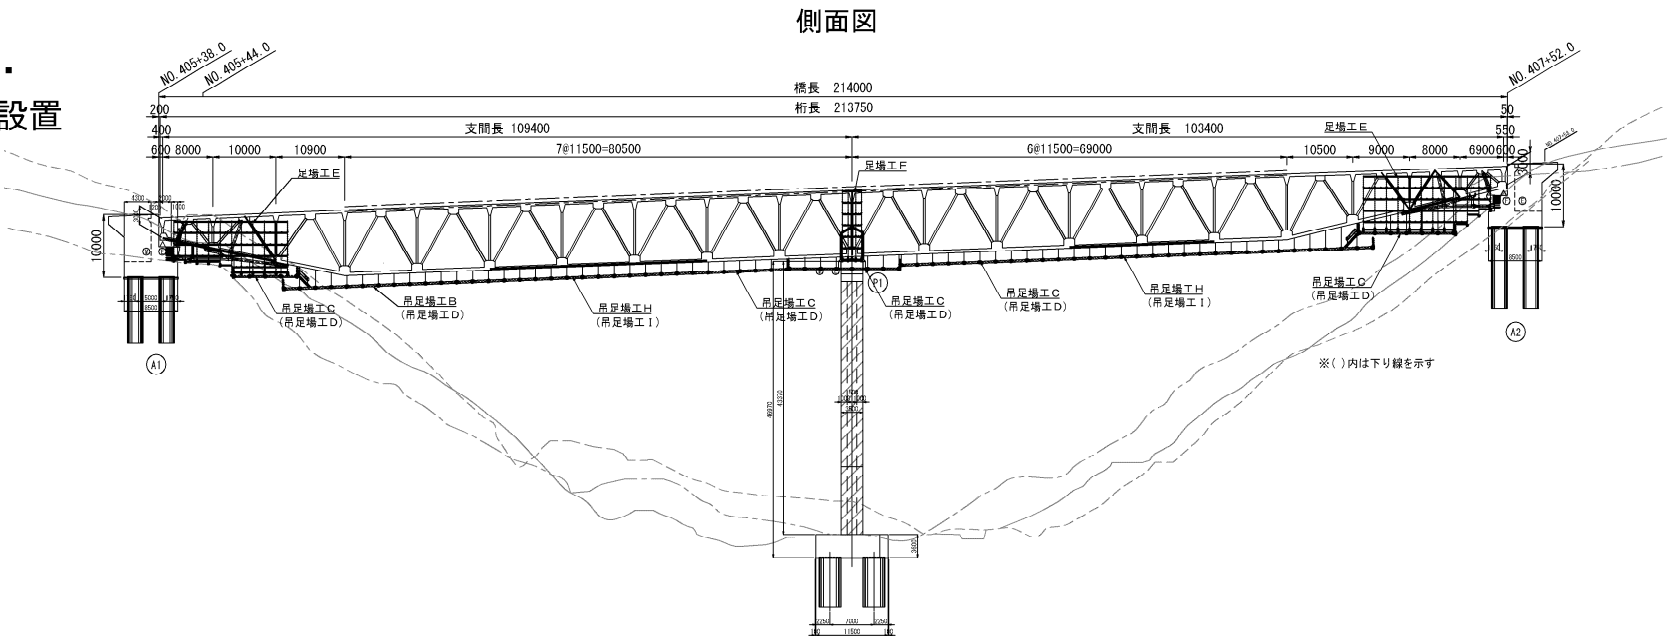 側面図
NO.405+38.0
NO.405+44.0
NO.407+52.0
設置
橋長 214000
200 桁長 213750 50
400 支間長 109400 支間長 103400 550
600 8000 10000 10900 7@11500=80500 6@11500=69000 10500 9000 8000 6900 600
足場工E
足場工E
足場工F
3500
10000
4300
12000
5000
8500
8500
吊足場工C
(吊足場工D)
吊足場工B
(吊足場工D)
吊足場工H
(吊足場工I)
吊足場工C
(吊足場工D)
P1
吊足場工C
(吊足場工D)
吊足場工C
(吊足場工D)
吊足場工H
(吊足場工I)
吊足場工C
(吊足場工D)
A1
A2
※( )内は下り線を示す
46970
43370
3600
2250 7000 2250
11500